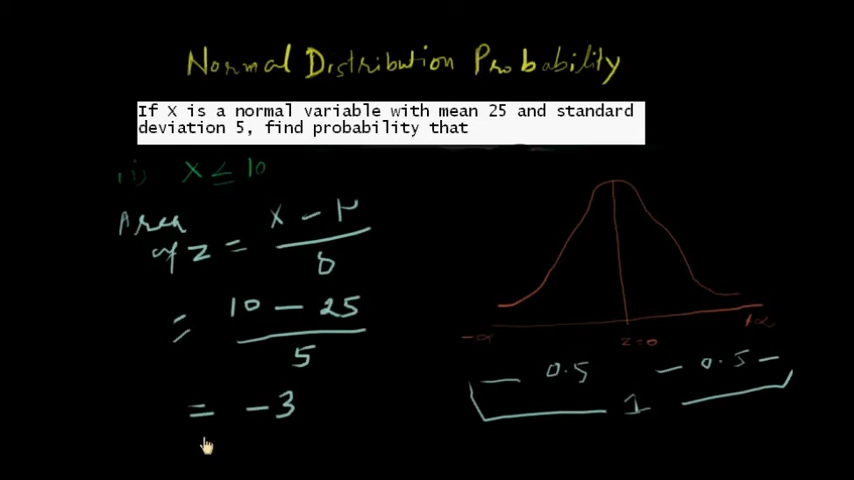 Normal Distribution Probability
If X is a normal variable with mean 25 and standard
deviation 5, find probability that
X ≤ 10
Area
of z = X - μ
σ
= 10 - 25
5
= -3
-α z=0 +α
0.5 0.5
1